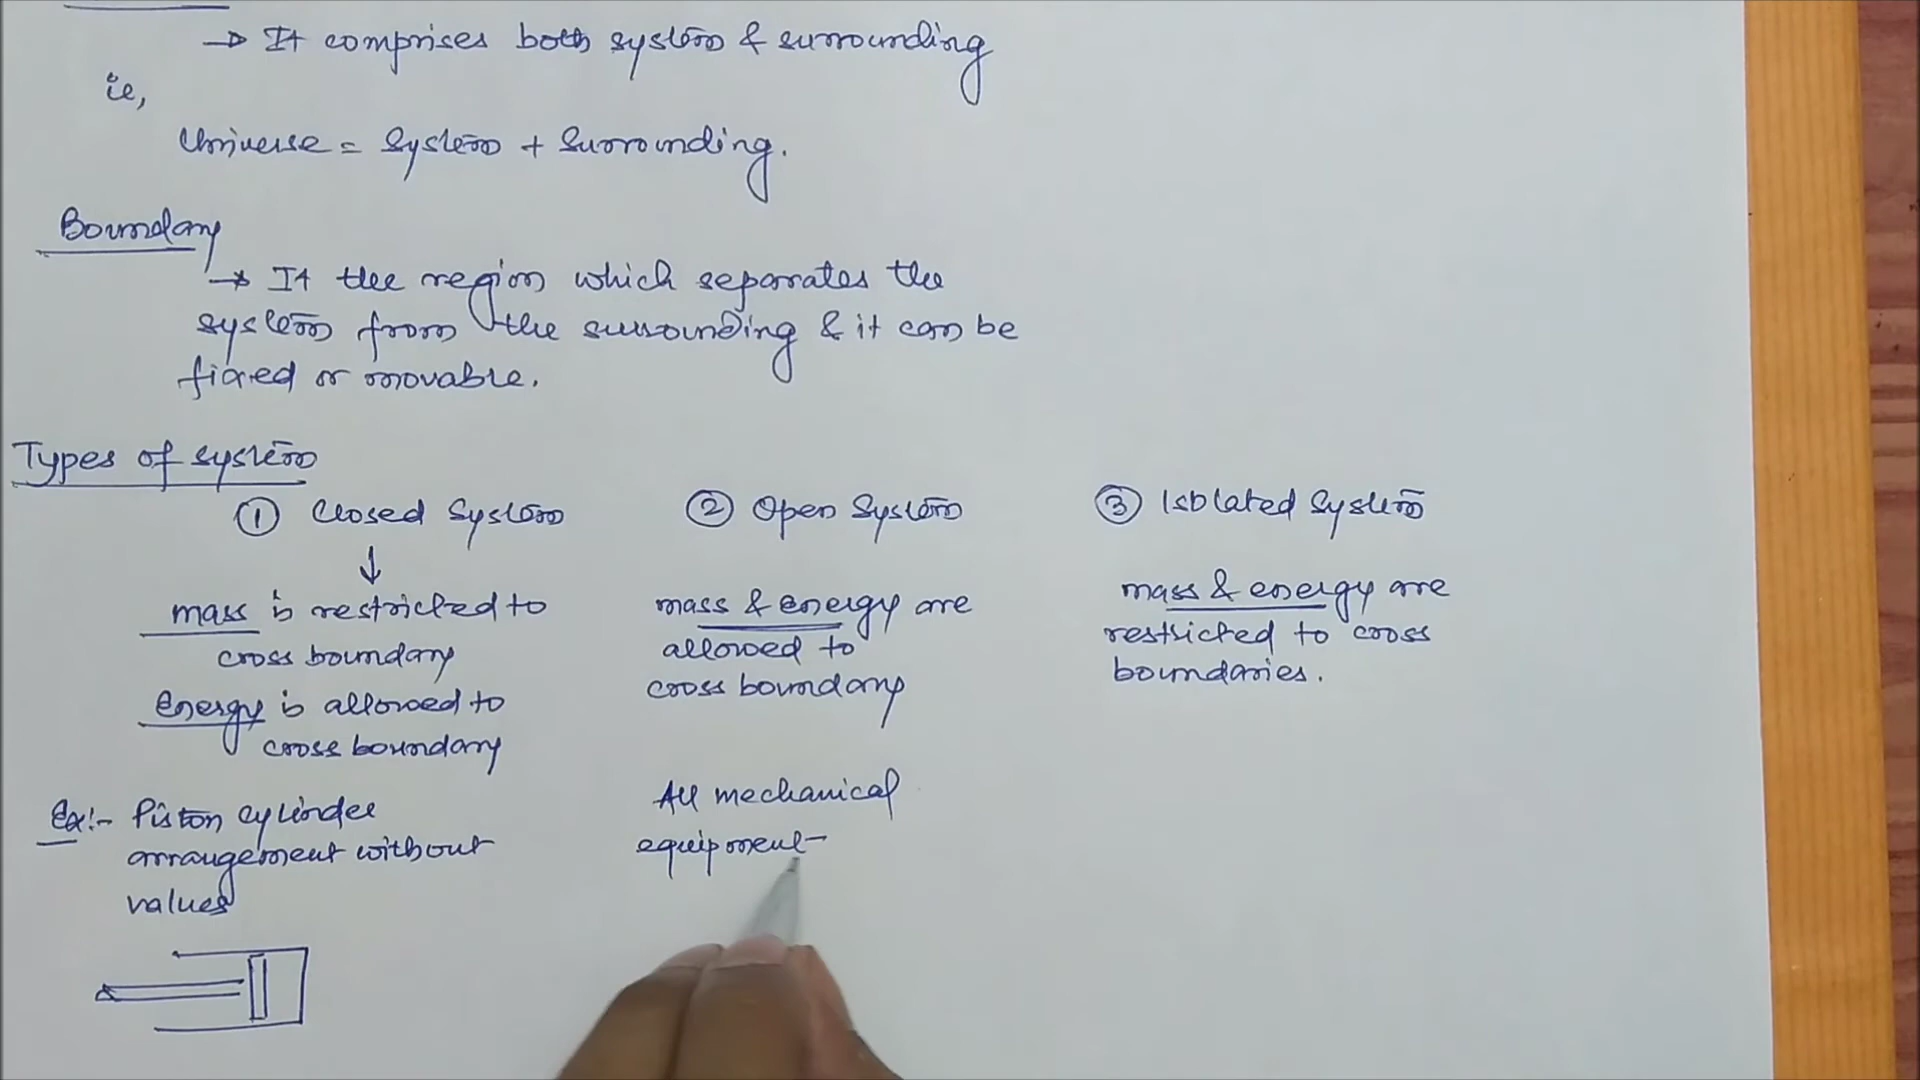 → It comprises both system & surrounding
ie,
Universe = System + Surrounding.
Boundary
→ It the region which separates the
system from the surrounding & it can be
fixed or movable.
Types of system
① Closed System
↓
mass is restricted to
cross boundary
Energy is allowed to
cross boundary
Ex:- Piston cylinder
arrangement without
values
② Open System
mass & energy are
allowed to
cross boundary
All mechanical
equipment
③ Isolated System
mass & energy are
restricted to cross
boundaries.